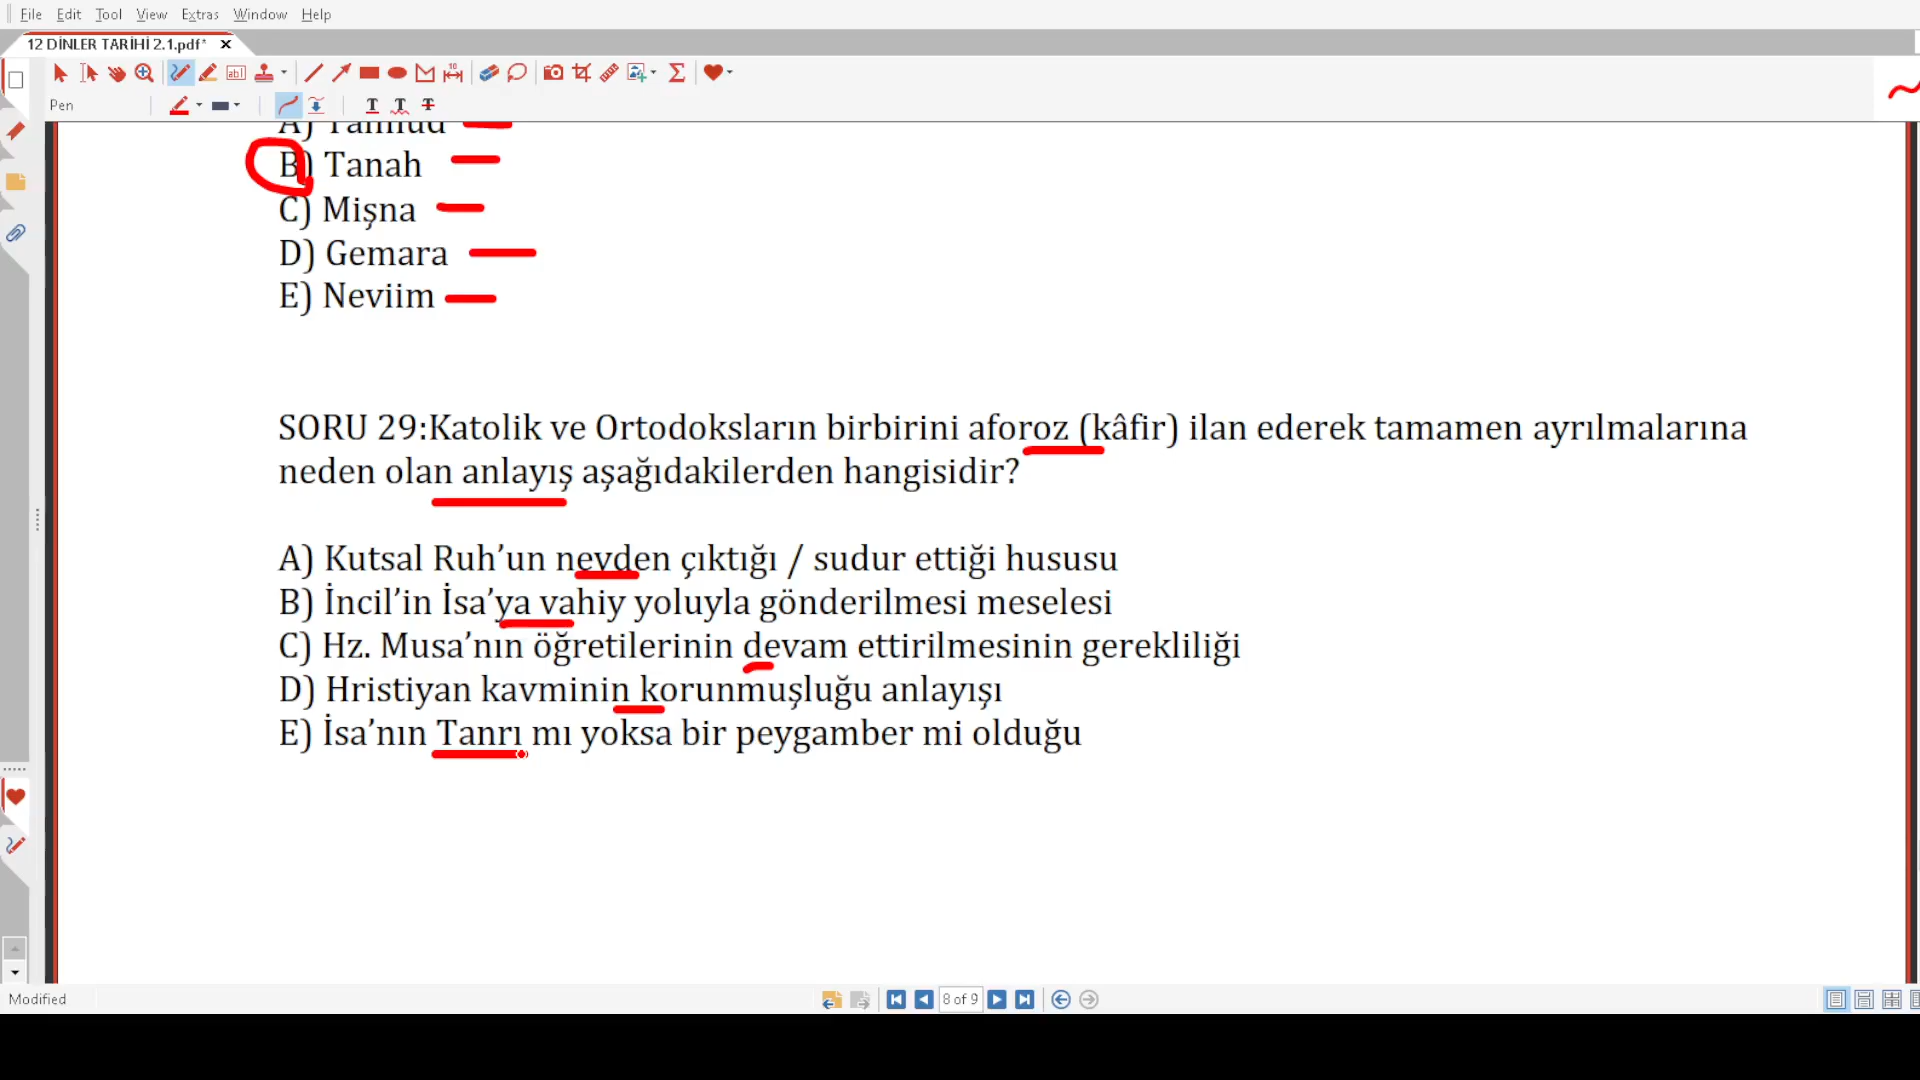 File Edit Tool View Extras Window Help
12 DİNLER TARİHİ 2.1.pdf*
Pen
A) Talmud
B) Tanah
C) Mişna
D) Gemara
E) Neviim
SORU 29:Katolik ve Ortodoksların birbirini aforoz (kâfir) ilan ederek tamamen ayrılmalarına
neden olan anlayış aşağıdakilerden hangisidir?
A) Kutsal Ruh’un neyden çıktığı / sudur ettiği hususu
B) İncil’in İsa’ya vahiy yoluyla gönderilmesi meselesi
C) Hz. Musa’nın öğretilerinin devam ettirilmesinin gerekliliği
D) Hristiyan kavminin korunmuşluğu anlayışı
E) İsa’nın Tanrı mı yoksa bir peygamber mi olduğu
Modified 8 of 9